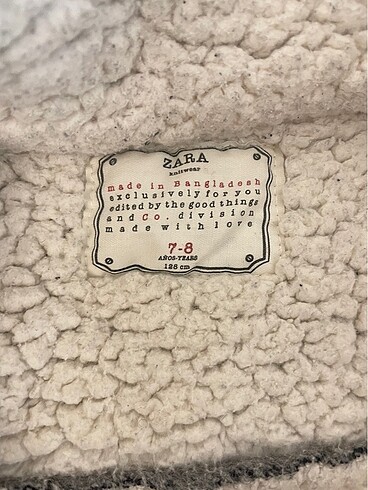 ZARA
knitwear
made in Bangladesh
exclusively for you
edited by the good things
and Co. division
made with love
7-8
AÑOS-YEARS
128 cm